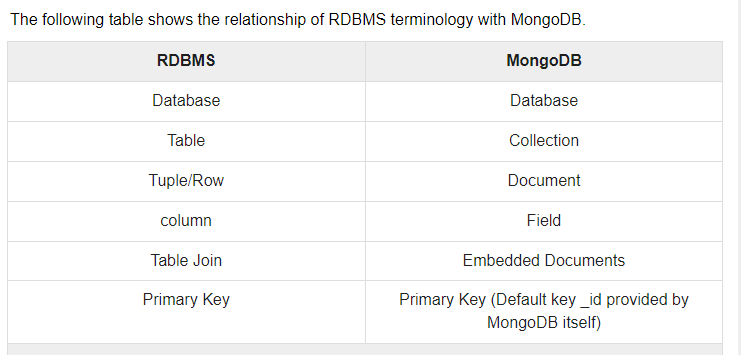 The following table shows the relationship of RDBMS terminology with MongoDB.
RDBMS MongoDB
Database Database
Table Collection
Tuple/Row Document
column Field
Table Join Embedded Documents
Primary Key Primary Key (Default key _id provided by
MongoDB itself)